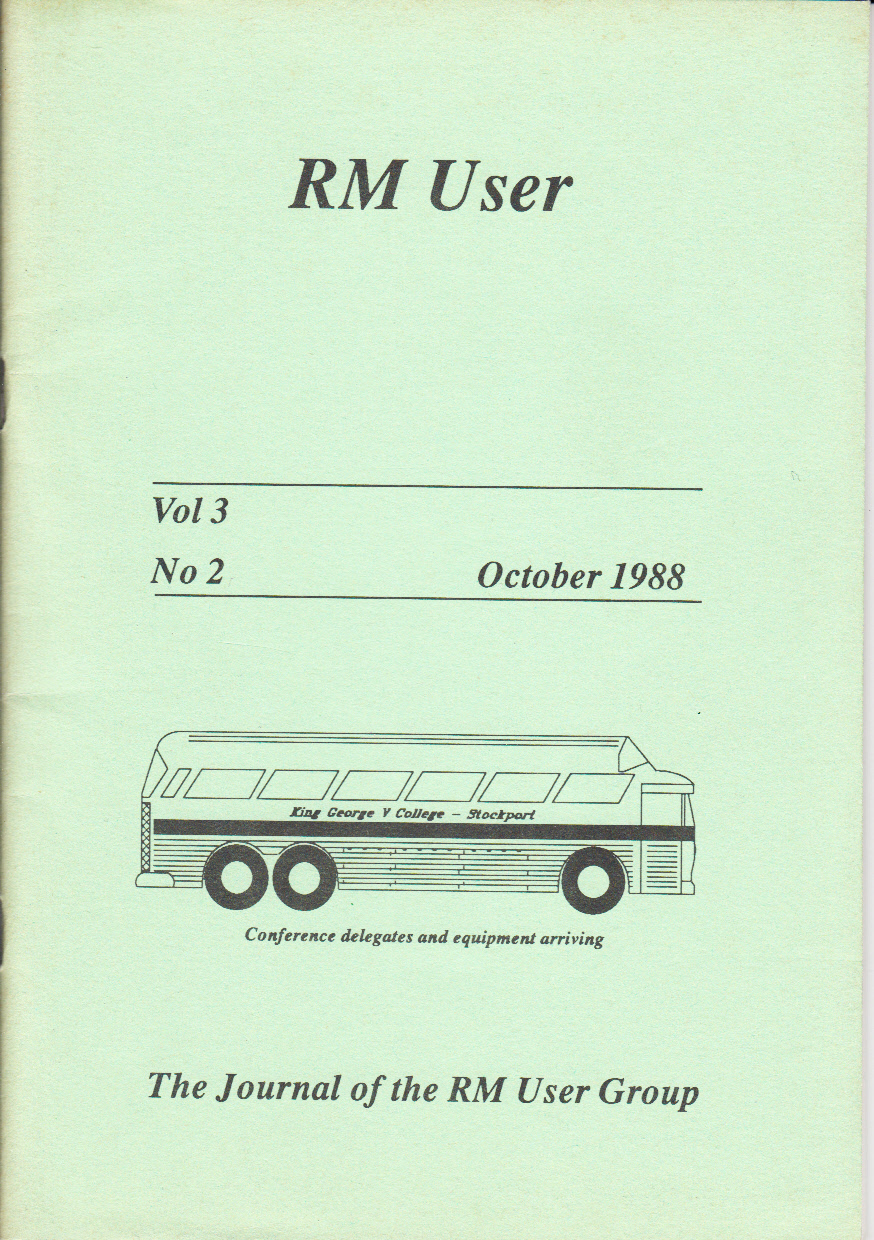 RM User
Vol 3
No 2
October 1988
King George V College - Stockport
Conference delegates and equipment arriving
The Journal of the RM User Group